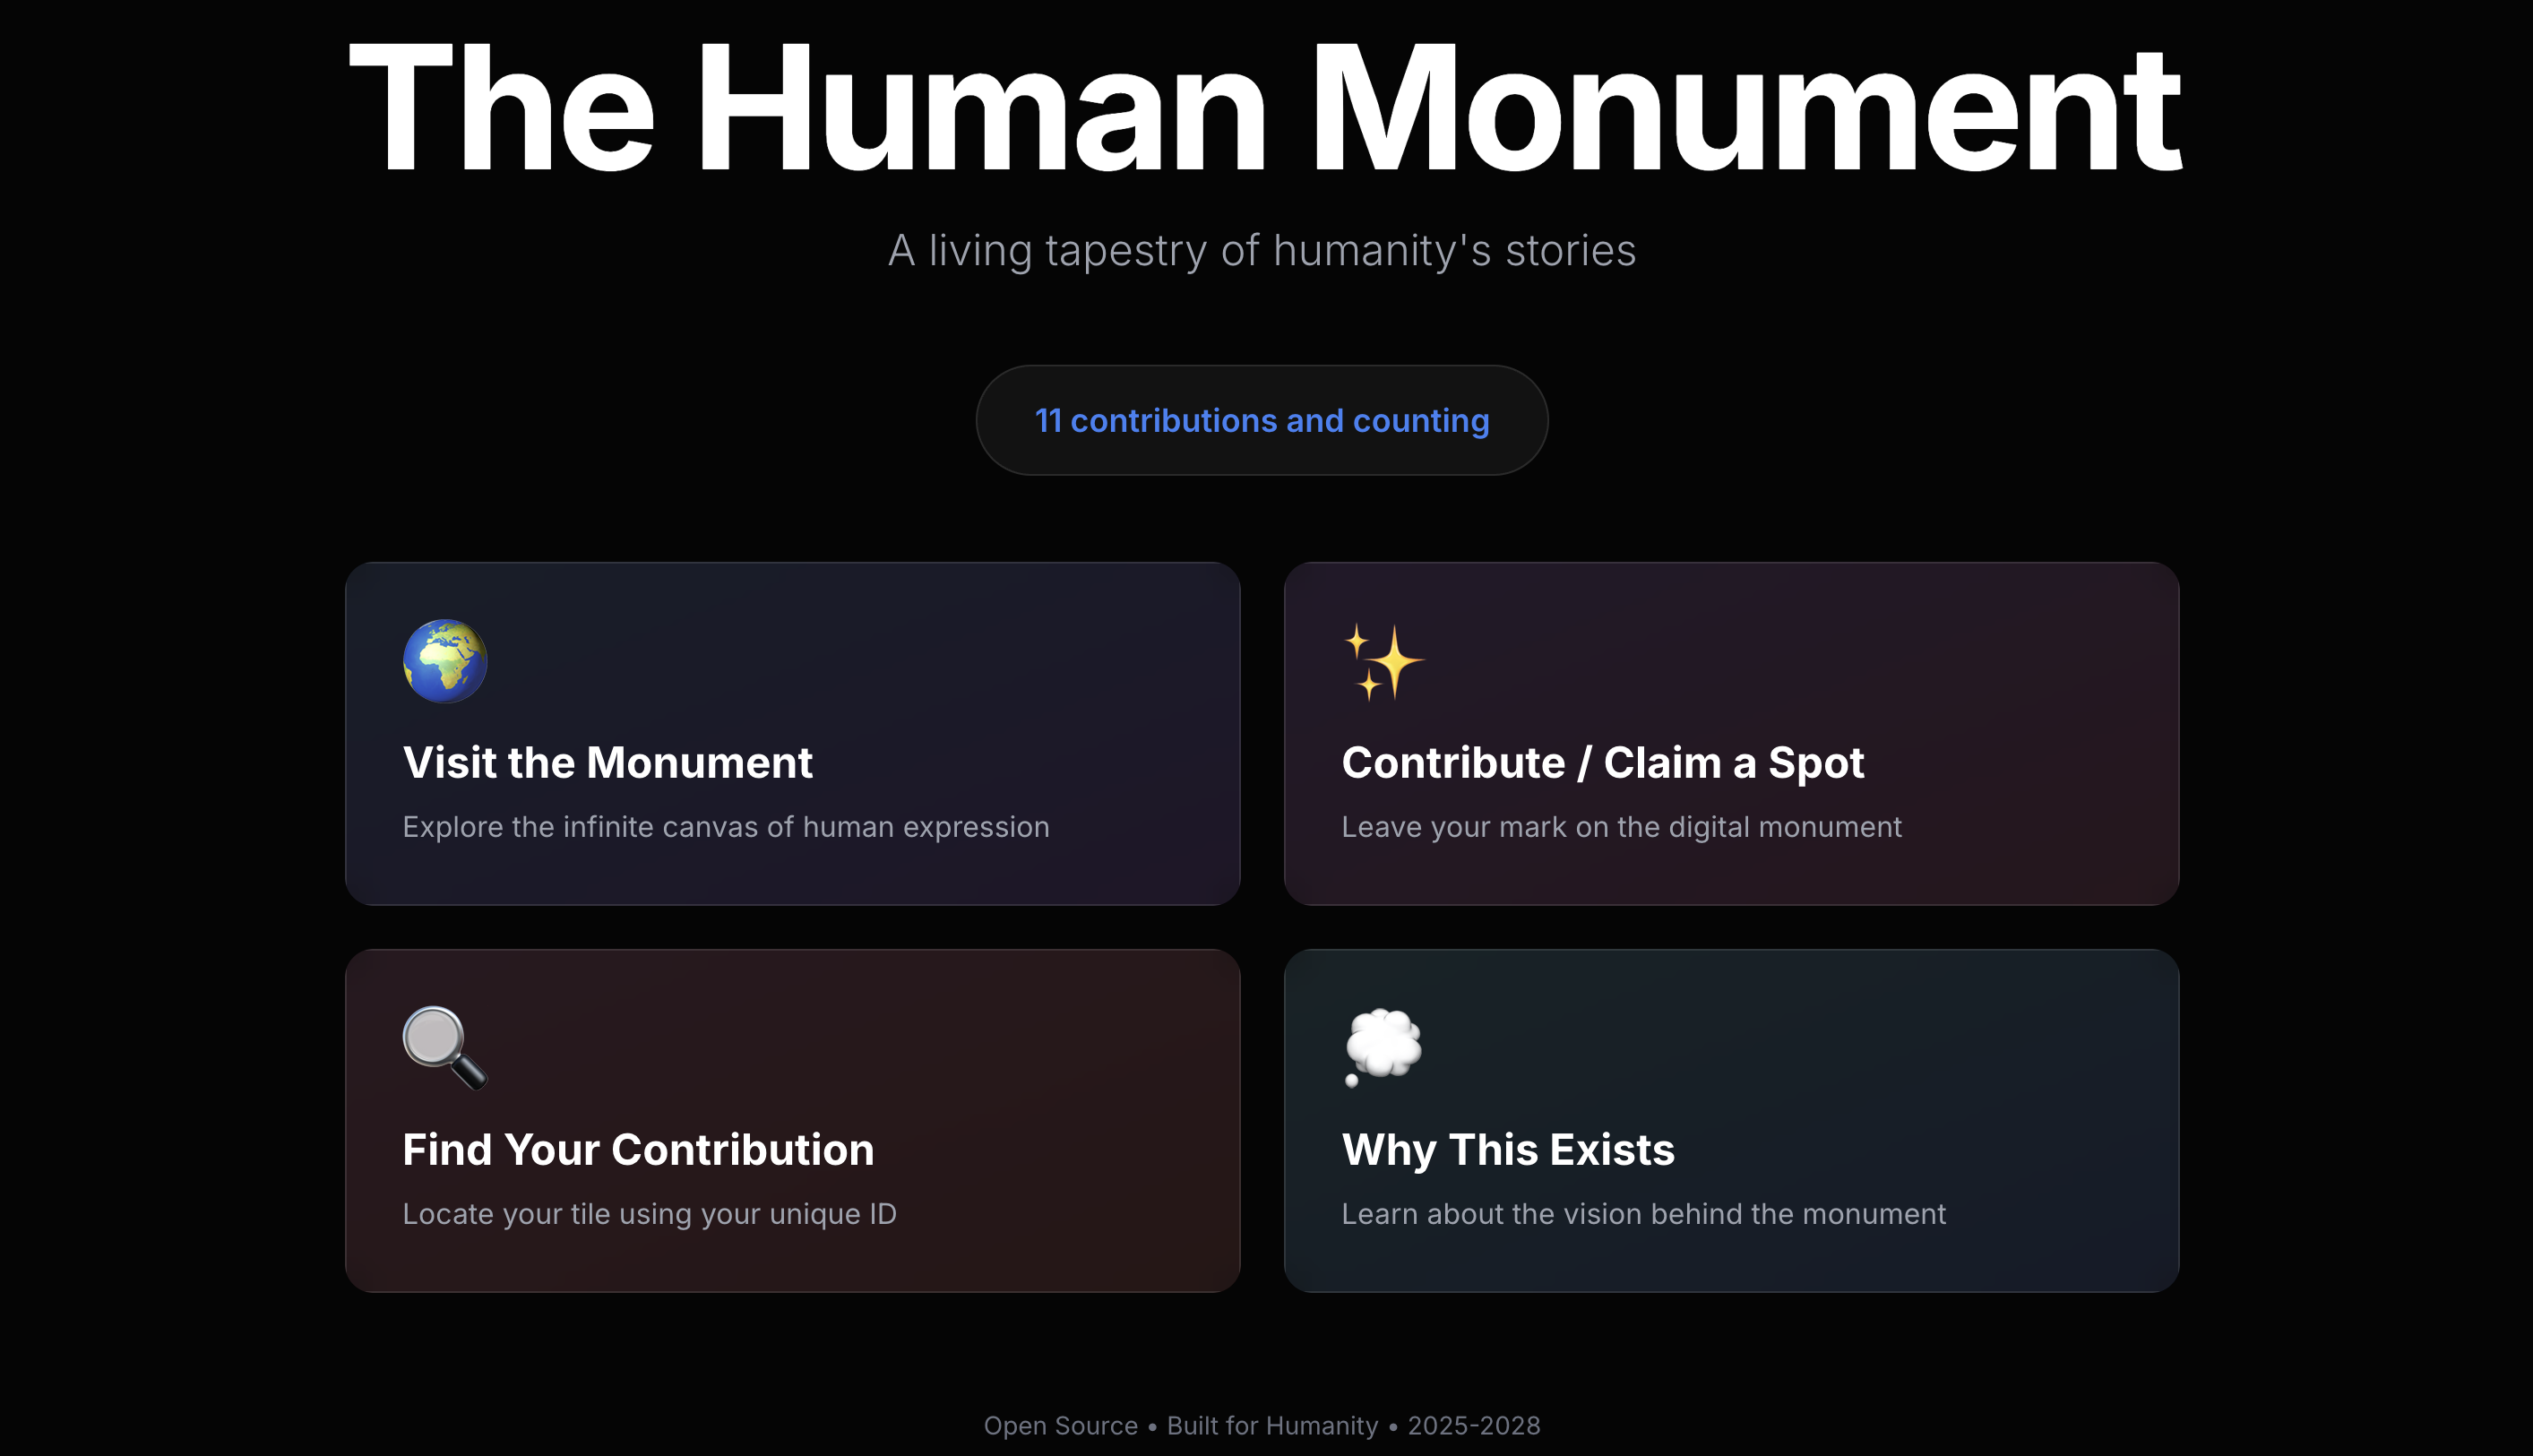 The Human Monument
A living tapestry of humanity's stories
11 contributions and counting
Visit the Monument
Explore the infinite canvas of human expression
Contribute / Claim a Spot
Leave your mark on the digital monument
Find Your Contribution
Locate your tile using your unique ID
Why This Exists
Learn about the vision behind the monument
Open Source • Built for Humanity • 2025-2028